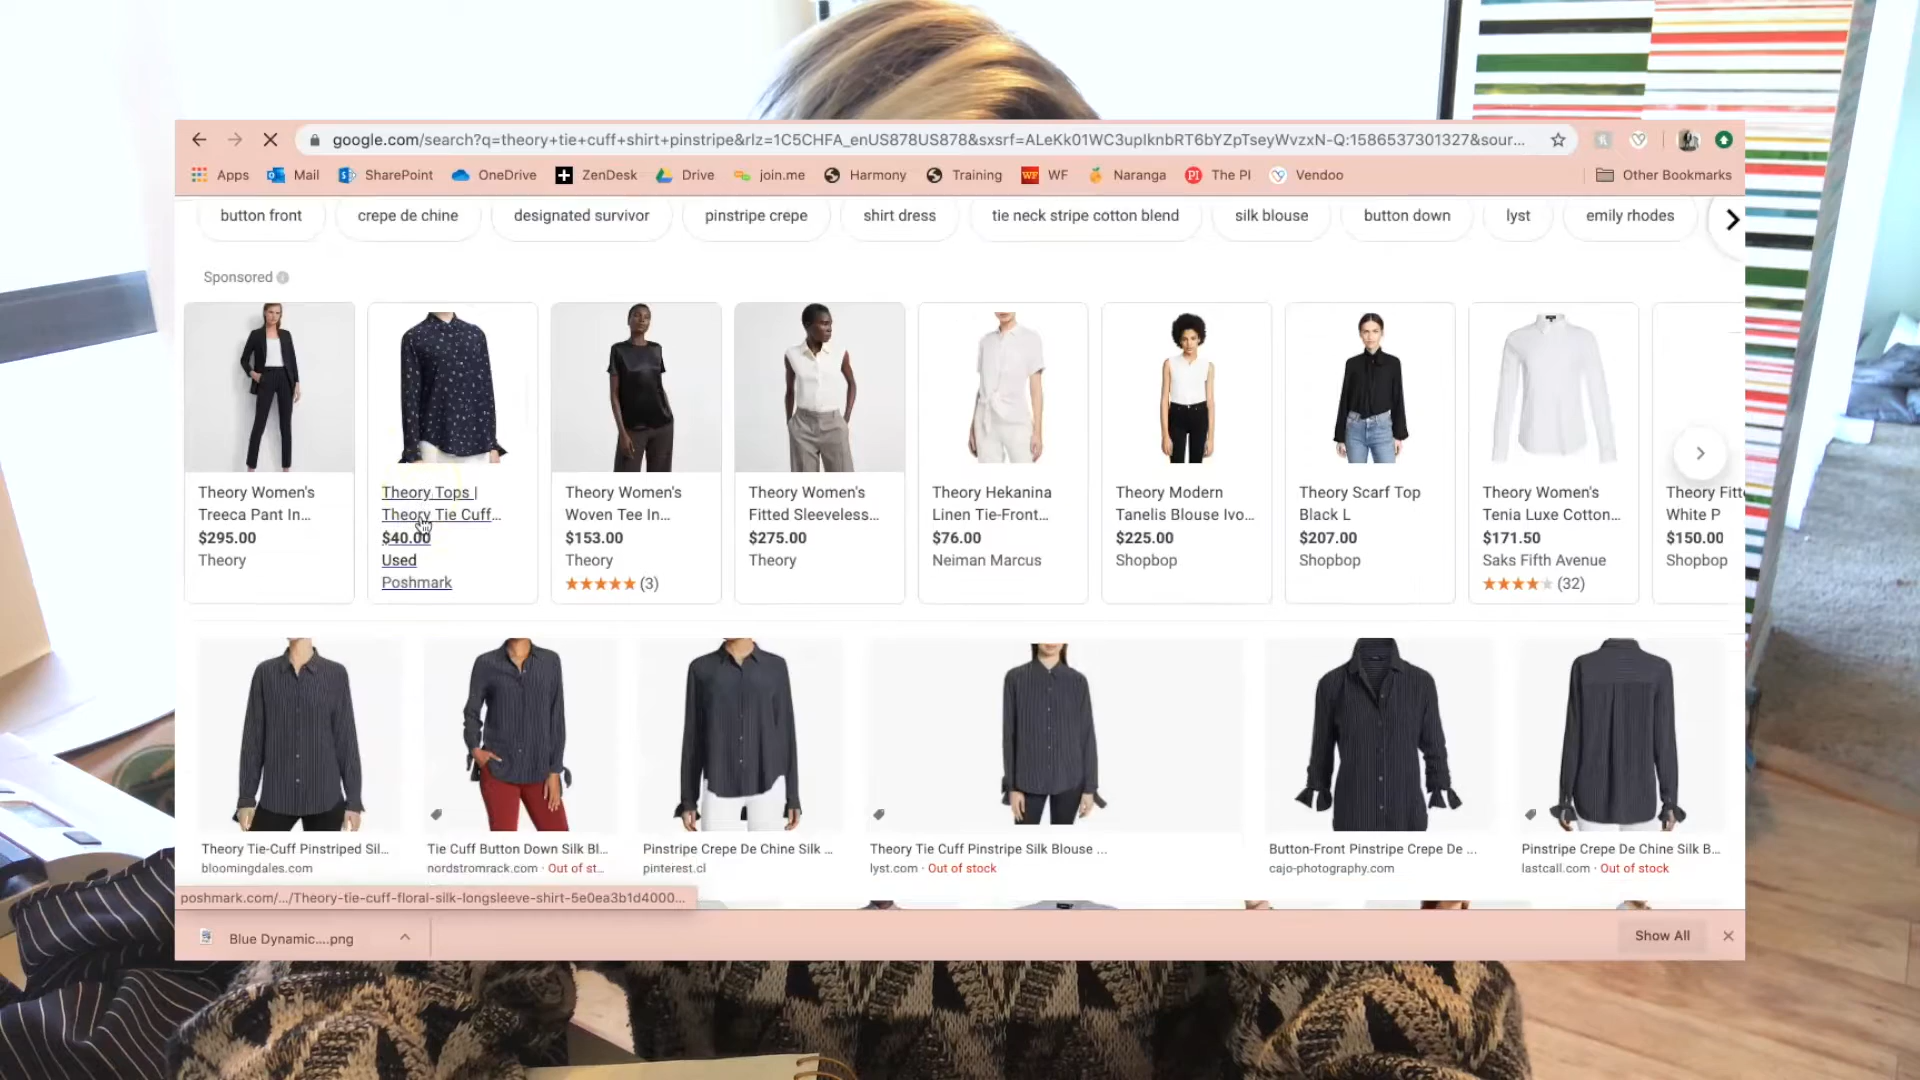 google.com/search?q=theory+tie+cuff+shirt+pinstripe&rlz=1C5CHFA_enUS878US878&sxsrf=ALeKk01WC3upIknbRT6bYZpTseyWvzxN-Q:1586537301327&sour...
Apps Mail SharePoint OneDrive ZenDesk Drive join.me Harmony Training WF WF Naranga PI The PI Vendoo Other Bookmarks
button front crepe de chine designated survivor pinstripe crepe shirt dress tie neck stripe cotton blend silk blouse button down lyst emily rhodes
Sponsored
Theory Women's
Treeca Pant In...
$295.00
Theory
Theory Tops |
Theory Tie Cuff...
$40.00
Used
Poshmark
Theory Women's
Woven Tee In...
$153.00
Theory
(3)
Theory Women's
Fitted Sleeveless...
$275.00
Theory
Theory Hekanina
Linen Tie-Front...
$76.00
Neiman Marcus
Theory Modern
Tanelis Blouse Ivo...
$225.00
Shopbop
Theory Scarf Top
Black L
$207.00
Shopbop
Theory Women's
Tenia Luxe Cotton...
$171.50
Saks Fifth Avenue
(32)
Theory Fitt
White P
$150.00
Shopbop
Theory Tie-Cuff Pinstriped Sil...
bloomingdales.com
Tie Cuff Button Down Silk Bl...
nordstromrack.com · Out of st...
Pinstripe Crepe De Chine Silk ...
pinterest.cl
Theory Tie Cuff Pinstripe Silk Blouse ...
lyst.com · Out of stock
Button-Front Pinstripe Crepe De ...
cajo-photography.com
Pinstripe Crepe De Chine Silk B...
lastcall.com · Out of stock
poshmark.com/.../Theory-tie-cuff-floral-silk-longsleeve-shirt-5e0ea3b1d4000...
Blue Dynamic....png
Show All